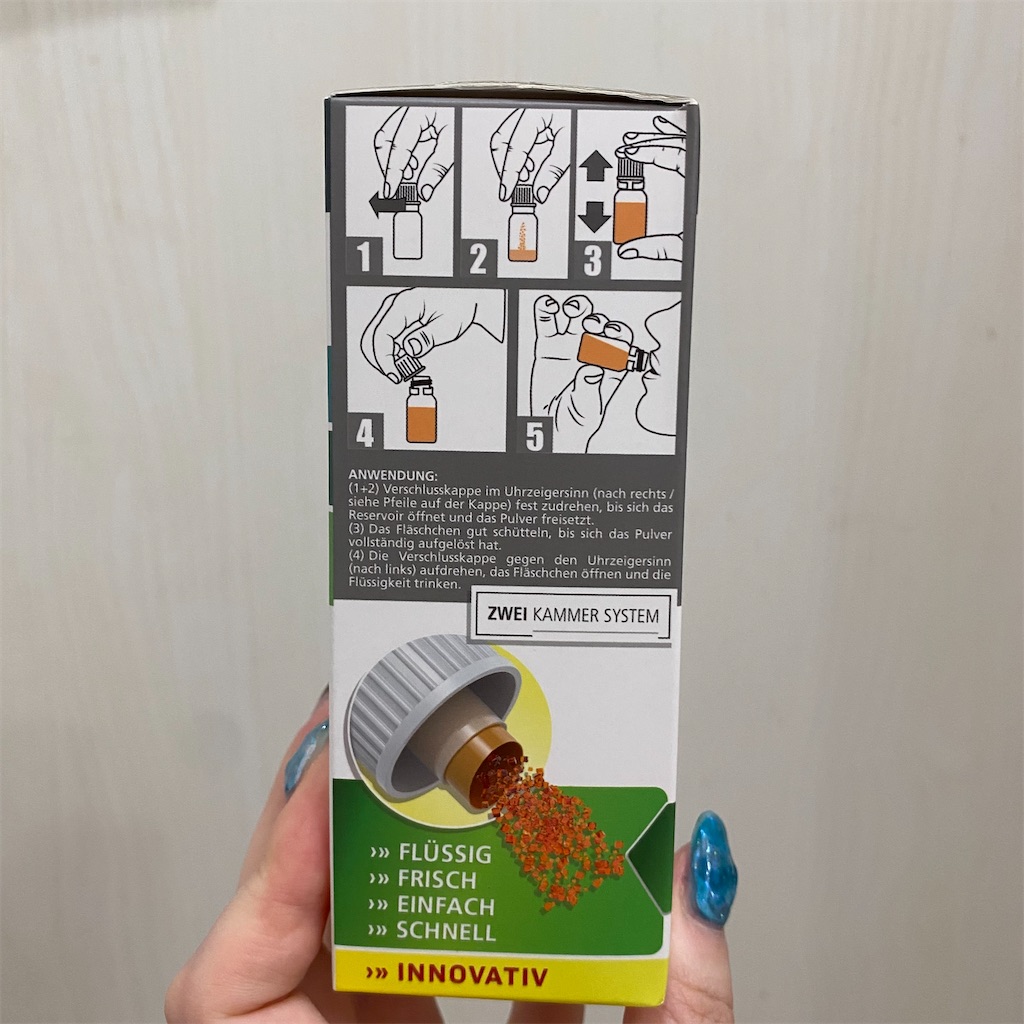 1
2
3
4
5
ANWENDUNG:
(1+2) Verschlusskappe im Uhrzeigersinn (nach rechts /
siehe Pfeile auf der Kappe) fest zudrehen, bis sich das
Reservoir öffnet und das Pulver freisetzt.
(3) Das Fläschchen gut schütteln, bis sich das Pulver
vollständig aufgelöst hat.
(4) Die Verschlusskappe gegen den Uhrzeigersinn
(nach links) aufdrehen, das Fläschchen öffnen und die
Flüssigkeit trinken.
ZWEI KAMMER SYSTEM
»» FLÜSSIG
»» FRISCH
»» EINFACH
»» SCHNELL
»» INNOVATIV